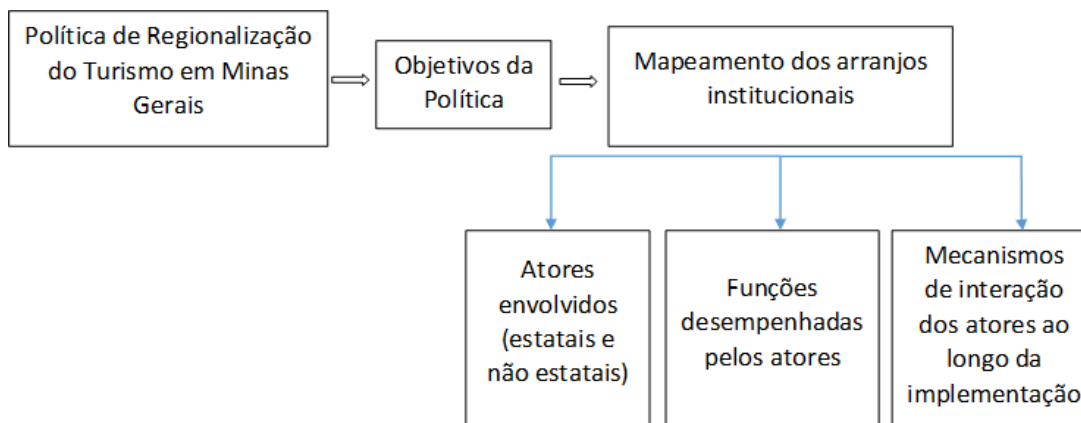 Política de Regionalização
do Turismo em Minas
Gerais
Objetivos da
Política
Mapeamento dos arranjos
institucionais
Atores
envolvidos
(estatais e
não estatais)
Funções
desempenhadas
pelos atores
Mecanismos
de interação
dos atores ao
longo da
implementação